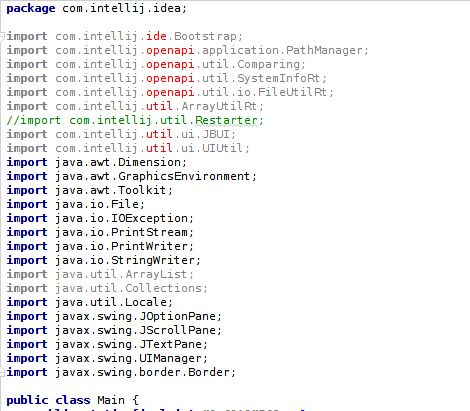 package com.intellij.idea;
import com.intellij.ide.Bootstrap;
import com.intellij.openapi.application.PathManager;
import com.intellij.openapi.util.Comparing;
import com.intellij.openapi.util.SystemInfoRt;
import com.intellij.openapi.util.io.FileUtilRt;
import com.intellij.util.ArrayUtilRt;
//import com.intellij.util.Restarter;
import com.intellij.util.ui.JBUI;
import com.intellij.util.ui.UIUtil;
import java.awt.Dimension;
import java.awt.GraphicsEnvironment;
import java.awt.Toolkit;
import java.io.File;
import java.io.IOException;
import java.io.PrintStream;
import java.io.PrintWriter;
import java.io.StringWriter;
import java.util.ArrayList;
import java.util.Collections;
import java.util.Locale;
import javax.swing.JOptionPane;
import javax.swing.JScrollPane;
import javax.swing.JTextPane;
import javax.swing.UIManager;
import javax.swing.border.Border;
public class Main {